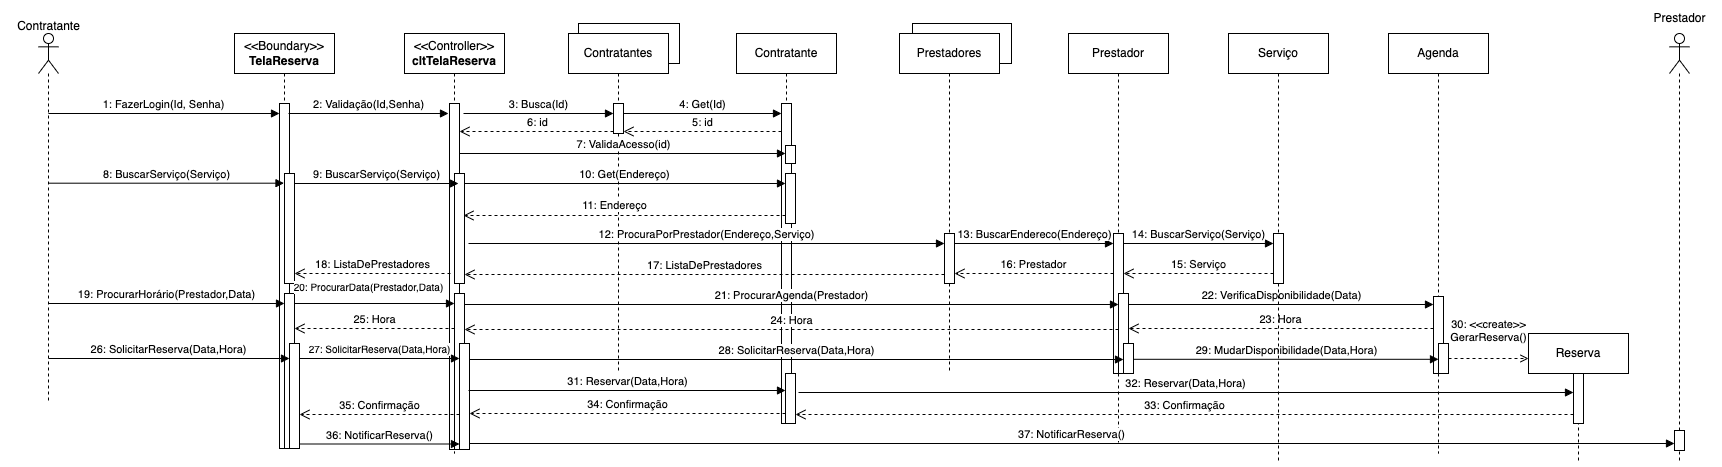 Contratante
Prestador
<<Boundary>>
TelaReserva
<<Controller>>
cltTelaReserva
Contratantes
Contratante
Prestadores
Prestador
Serviço
Agenda
1: FazerLogin(Id, Senha)
2: Validação(Id,Senha)
3: Busca(Id)
4: Get(Id)
6: id
5: id
7: ValidaAcesso(id)
8: BuscarServiço(Serviço)
9: BuscarServiço(Serviço)
10: Get(Endereço)
11: Endereço
12: ProcuraPorPrestador(Endereço,Serviço)
13: BuscarEndereco(Endereço)
14: BuscarServiço(Serviço)
18: ListaDePrestadores
17: ListaDePrestadores
16: Prestador
15: Serviço
19: ProcurarHorário(Prestador,Data)
20: ProcurarData(Prestador,Data)
21: ProcurarAgenda(Prestador)
22: VerificaDisponibilidade(Data)
25: Hora
24: Hora
23: Hora
30: <<create>>
GerarReserva()
26: SolicitarReserva(Data,Hora)
27: SolicitarReserva(Data,Hora)
28: SolicitarReserva(Data,Hora)
29: MudarDisponibilidade(Data,Hora)
Reserva
31: Reservar(Data,Hora)
32: Reservar(Data,Hora)
35: Confirmação
34: Confirmação
33: Confirmação
36: NotificarReserva()
37: NotificarReserva()